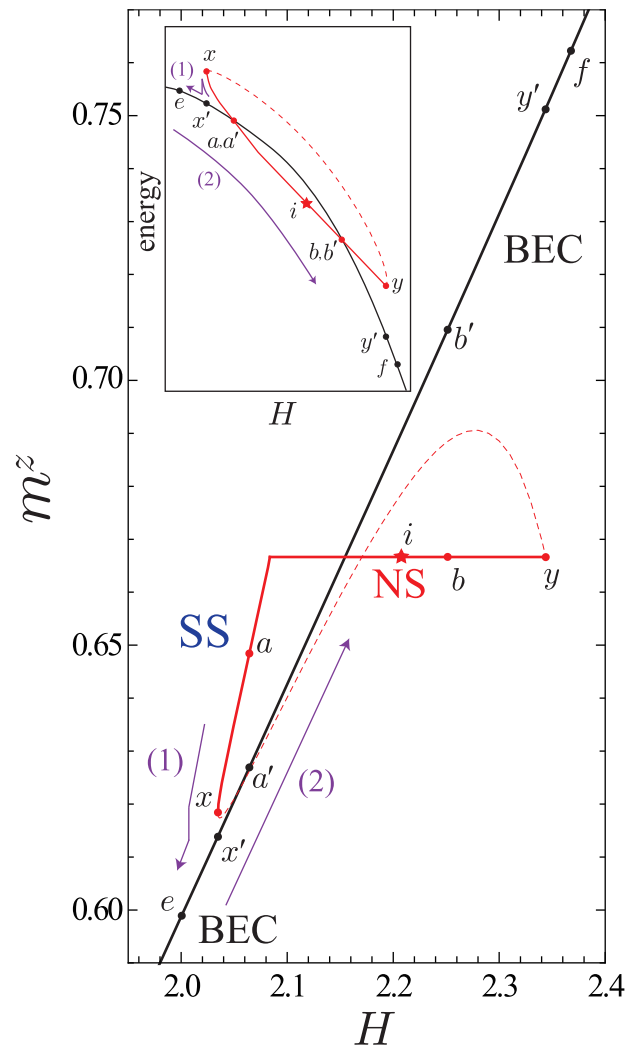 x
(1)
e
x′
a,a′
(2)
i
b,b′
y
y′
f
energy
H
f
y′
0.75
BEC
b′
0.70
m^z
i
NS
b
y
SS
a
0.65
(1)
a′
(2)
x
x′
e
0.60
BEC
2.0 2.1 2.2 2.3 2.4
H